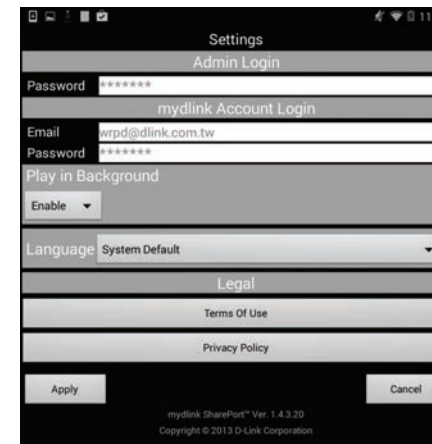 11
Settings
Admin Login
Password *******
mydlink Account Login
Email wrpd@dlink.com.tw
Password *******
Play in Background
Enable
Language System Default
Legal
Terms Of Use
Privacy Policy
Apply Cancel
mydlink SharePort™ Ver. 1.4.3.20
Copyright © 2013 D-Link Corporation